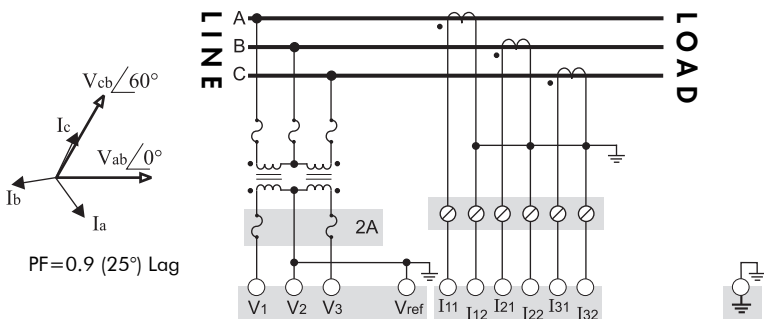 LINE
A
B
C
LOAD
Vcb∠60°
Ic
Vab∠0°
Ib
Ia
PF=0.9 (25°) Lag
2A
V1
V2
V3
Vref
I11
I12
I21
I22
I31
I32